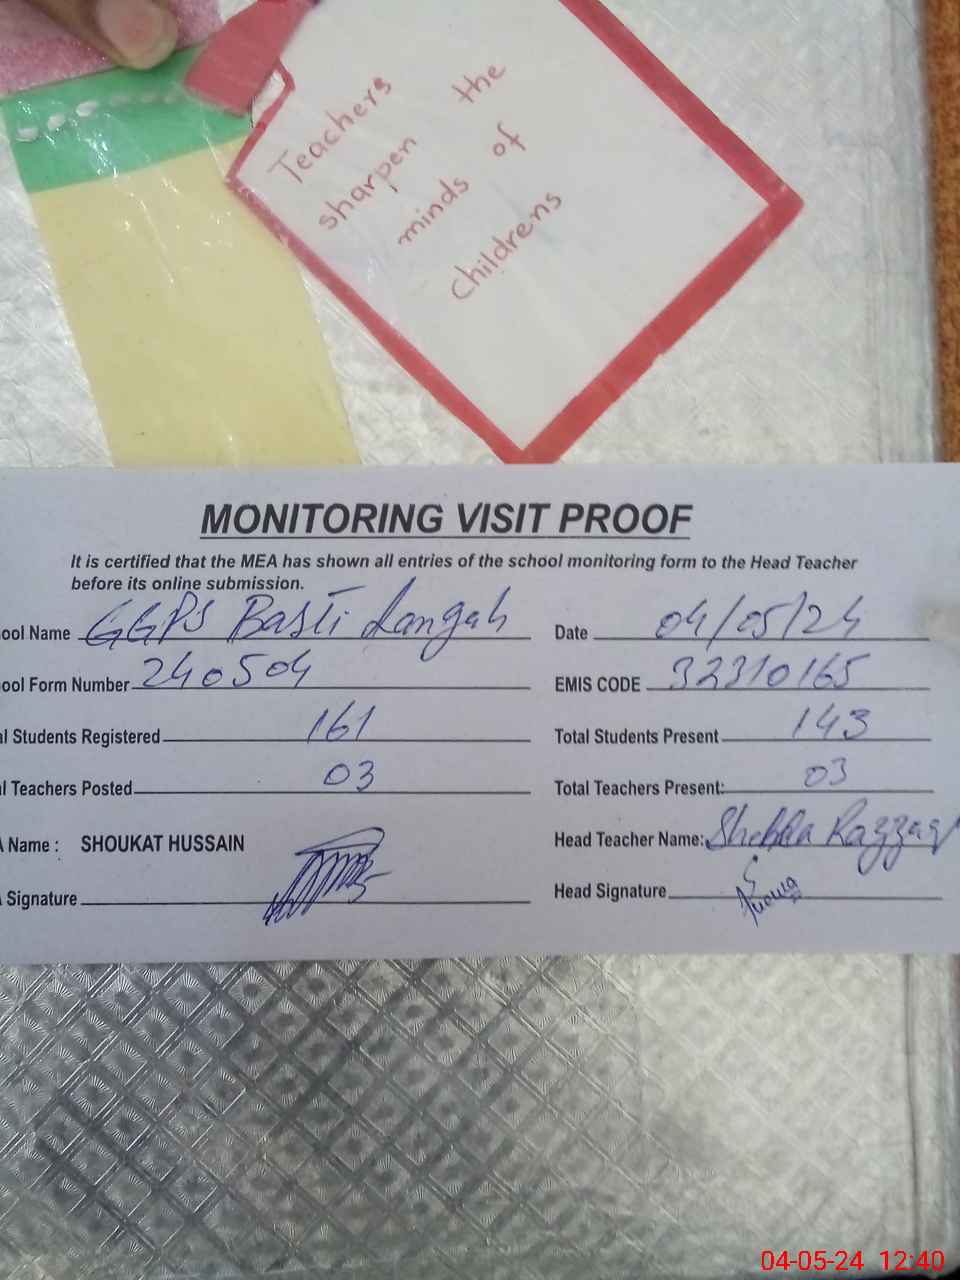 Teachers
sharpen the
minds of
childrens
MONITORING VISIT PROOF
It is certified that the MEA has shown all entries of the school monitoring form to the Head Teacher
before its online submission.
ool Name GGPS Basti Langah Date 04/05/24
ool Form Number 240504 EMIS CODE 32310165
al Students Registered 161 Total Students Present 143
al Teachers Posted 03 Total Teachers Present: 03
A Name : SHOUKAT HUSSAIN Head Teacher Name: Razzaq
A Signature Head Signature
04-05-24 12:40